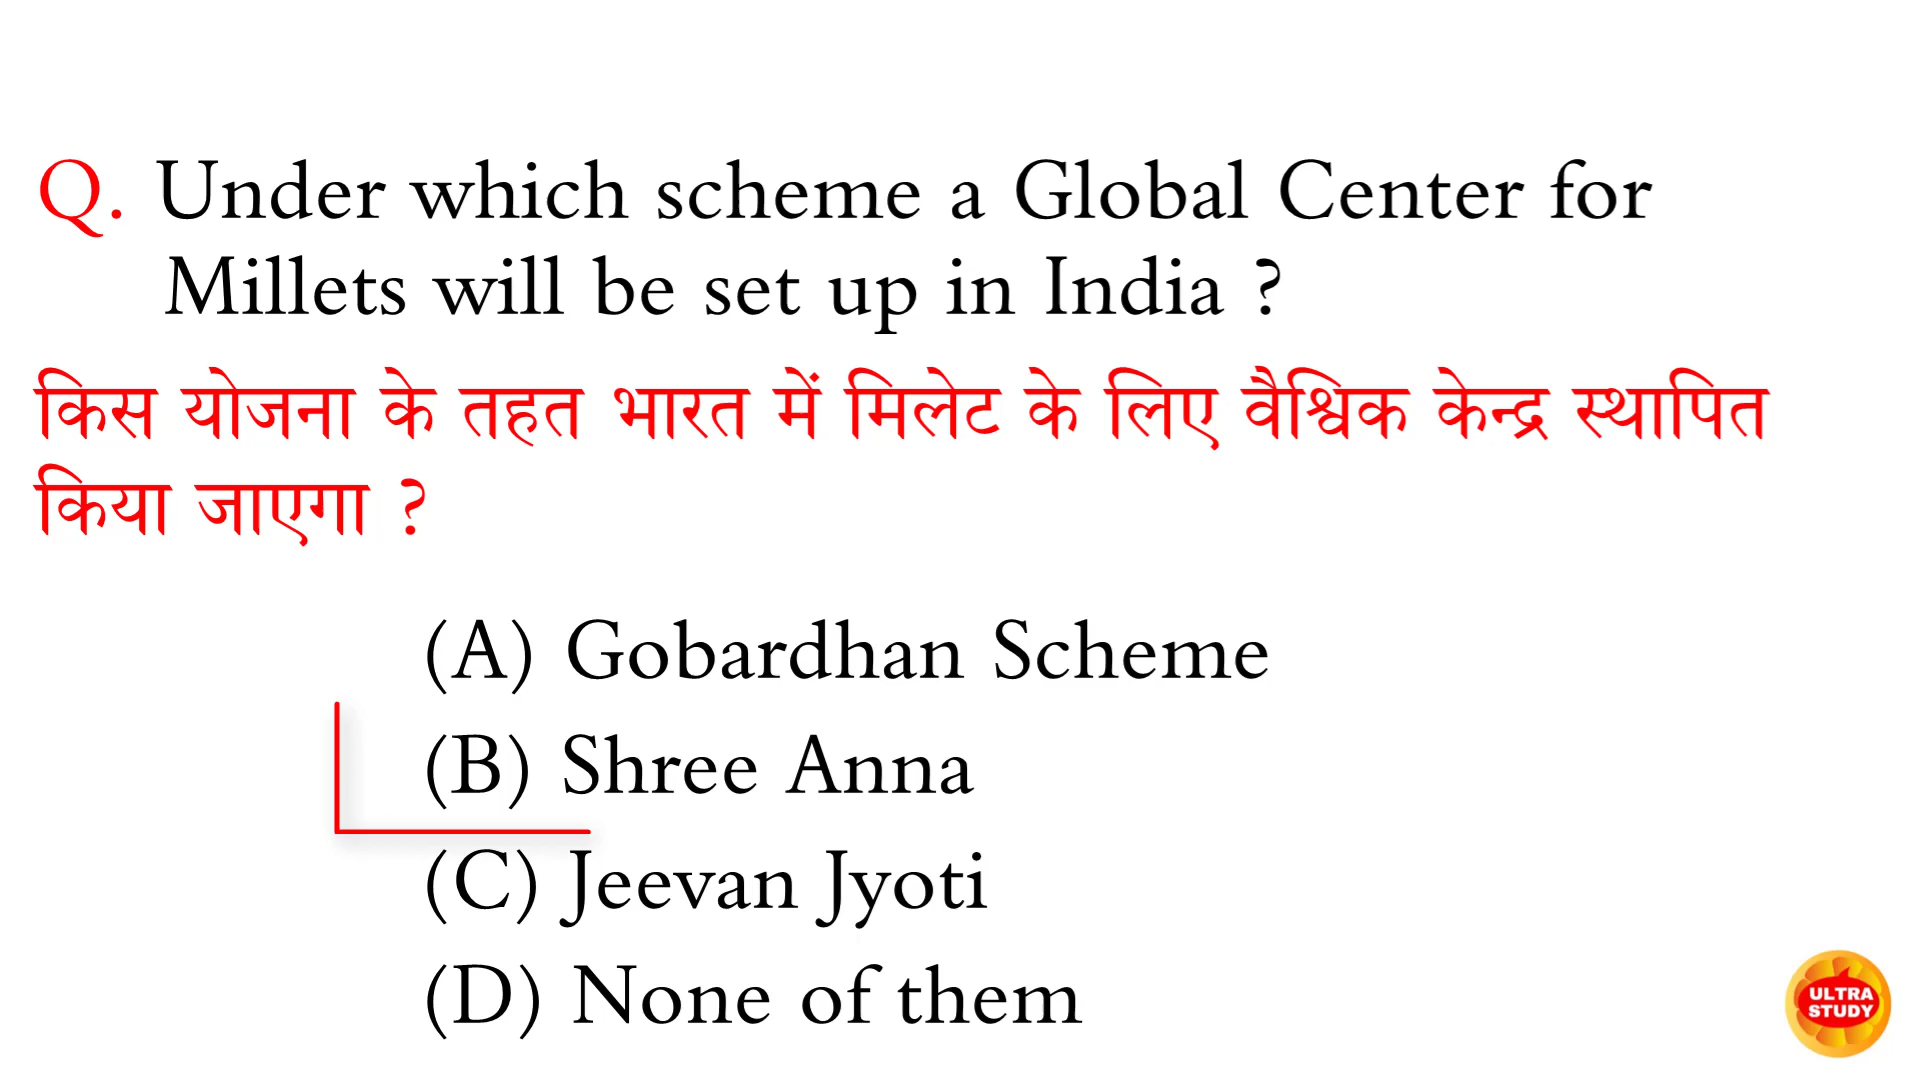 Q. Under which scheme a Global Center for
Millets will be set up in India ?
किस योजना के तहत भारत में मिलेट के लिए वैश्विक केन्द्र स्थापित
किया जाएगा ?
(A) Gobardhan Scheme
(B) Shree Anna
(C) Jeevan Jyoti
(D) None of them
ULTRA
STUDY